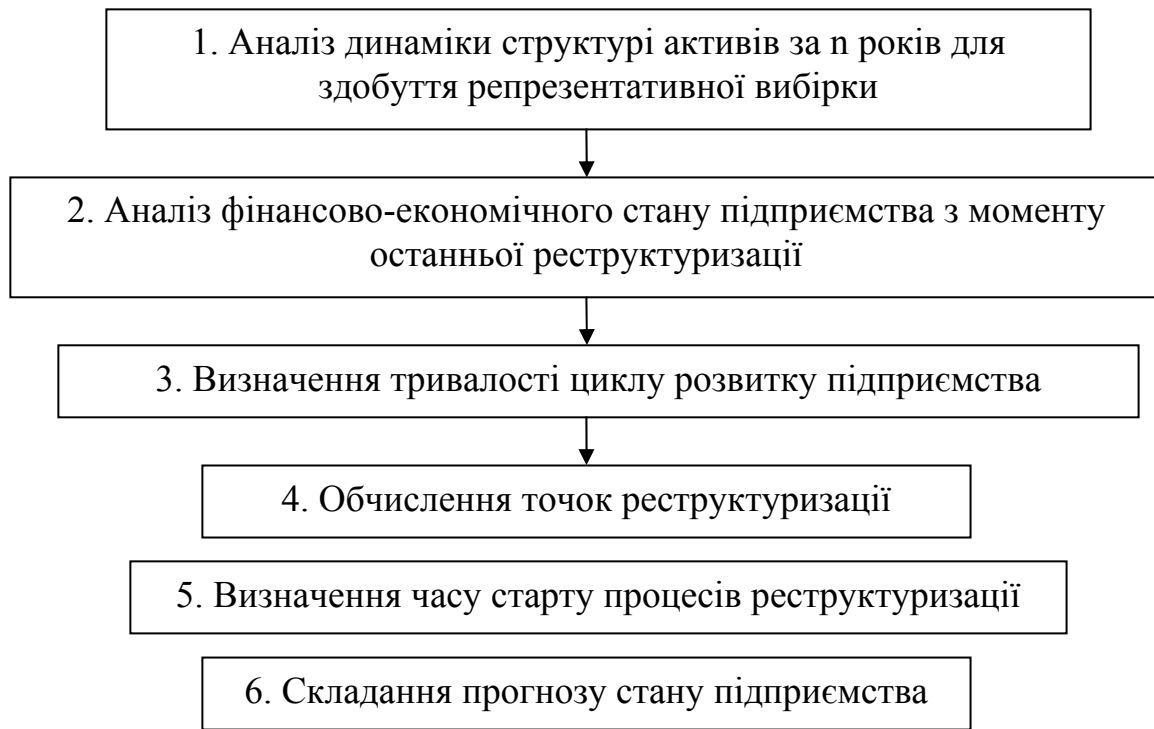 1. Аналіз динаміки структурі активів за n років для
здобуття репрезентативної вибірки
2. Аналіз фінансово-економічного стану підприємства з моменту
останньої реструктуризації
3. Визначення тривалості циклу розвитку підприємства
4. Обчислення точок реструктуризації
5. Визначення часу старту процесів реструктуризації
6. Складання прогнозу стану підприємства